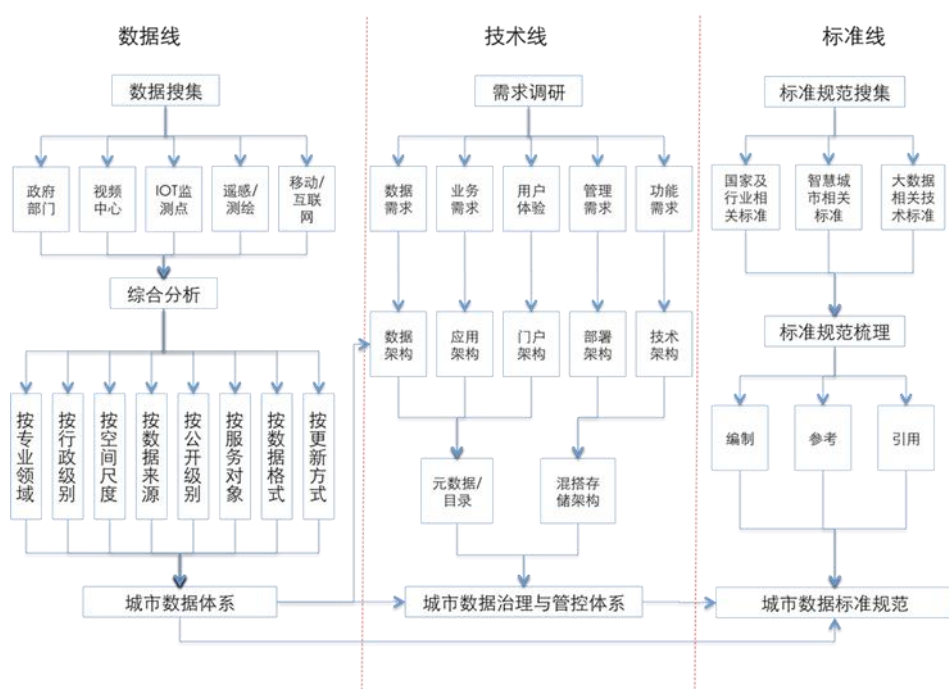 数据线
技术线
标准线
数据搜集
需求调研
标准规范搜集
政府
部门
视频
中心
IOT监
测点
遥感/
测绘
移动/
互联
网
数据
需求
业务
需求
用户
体验
管理
需求
功能
需求
国家及
行业相
关标准
智慧城
市相关
标准
大数据
相关技
术标准
综合分析
数据
架构
应用
架构
门户
架构
部署
架构
技术
架构
标准规范梳理
按专业领域
按行政级别
按空间尺度
按数据来源
按公开级别
按服务对象
按数据格式
按更新方式
元数据/
目录
混搭存
储架构
编制
参考
引用
城市数据体系
城市数据治理与管控体系
城市数据标准规范